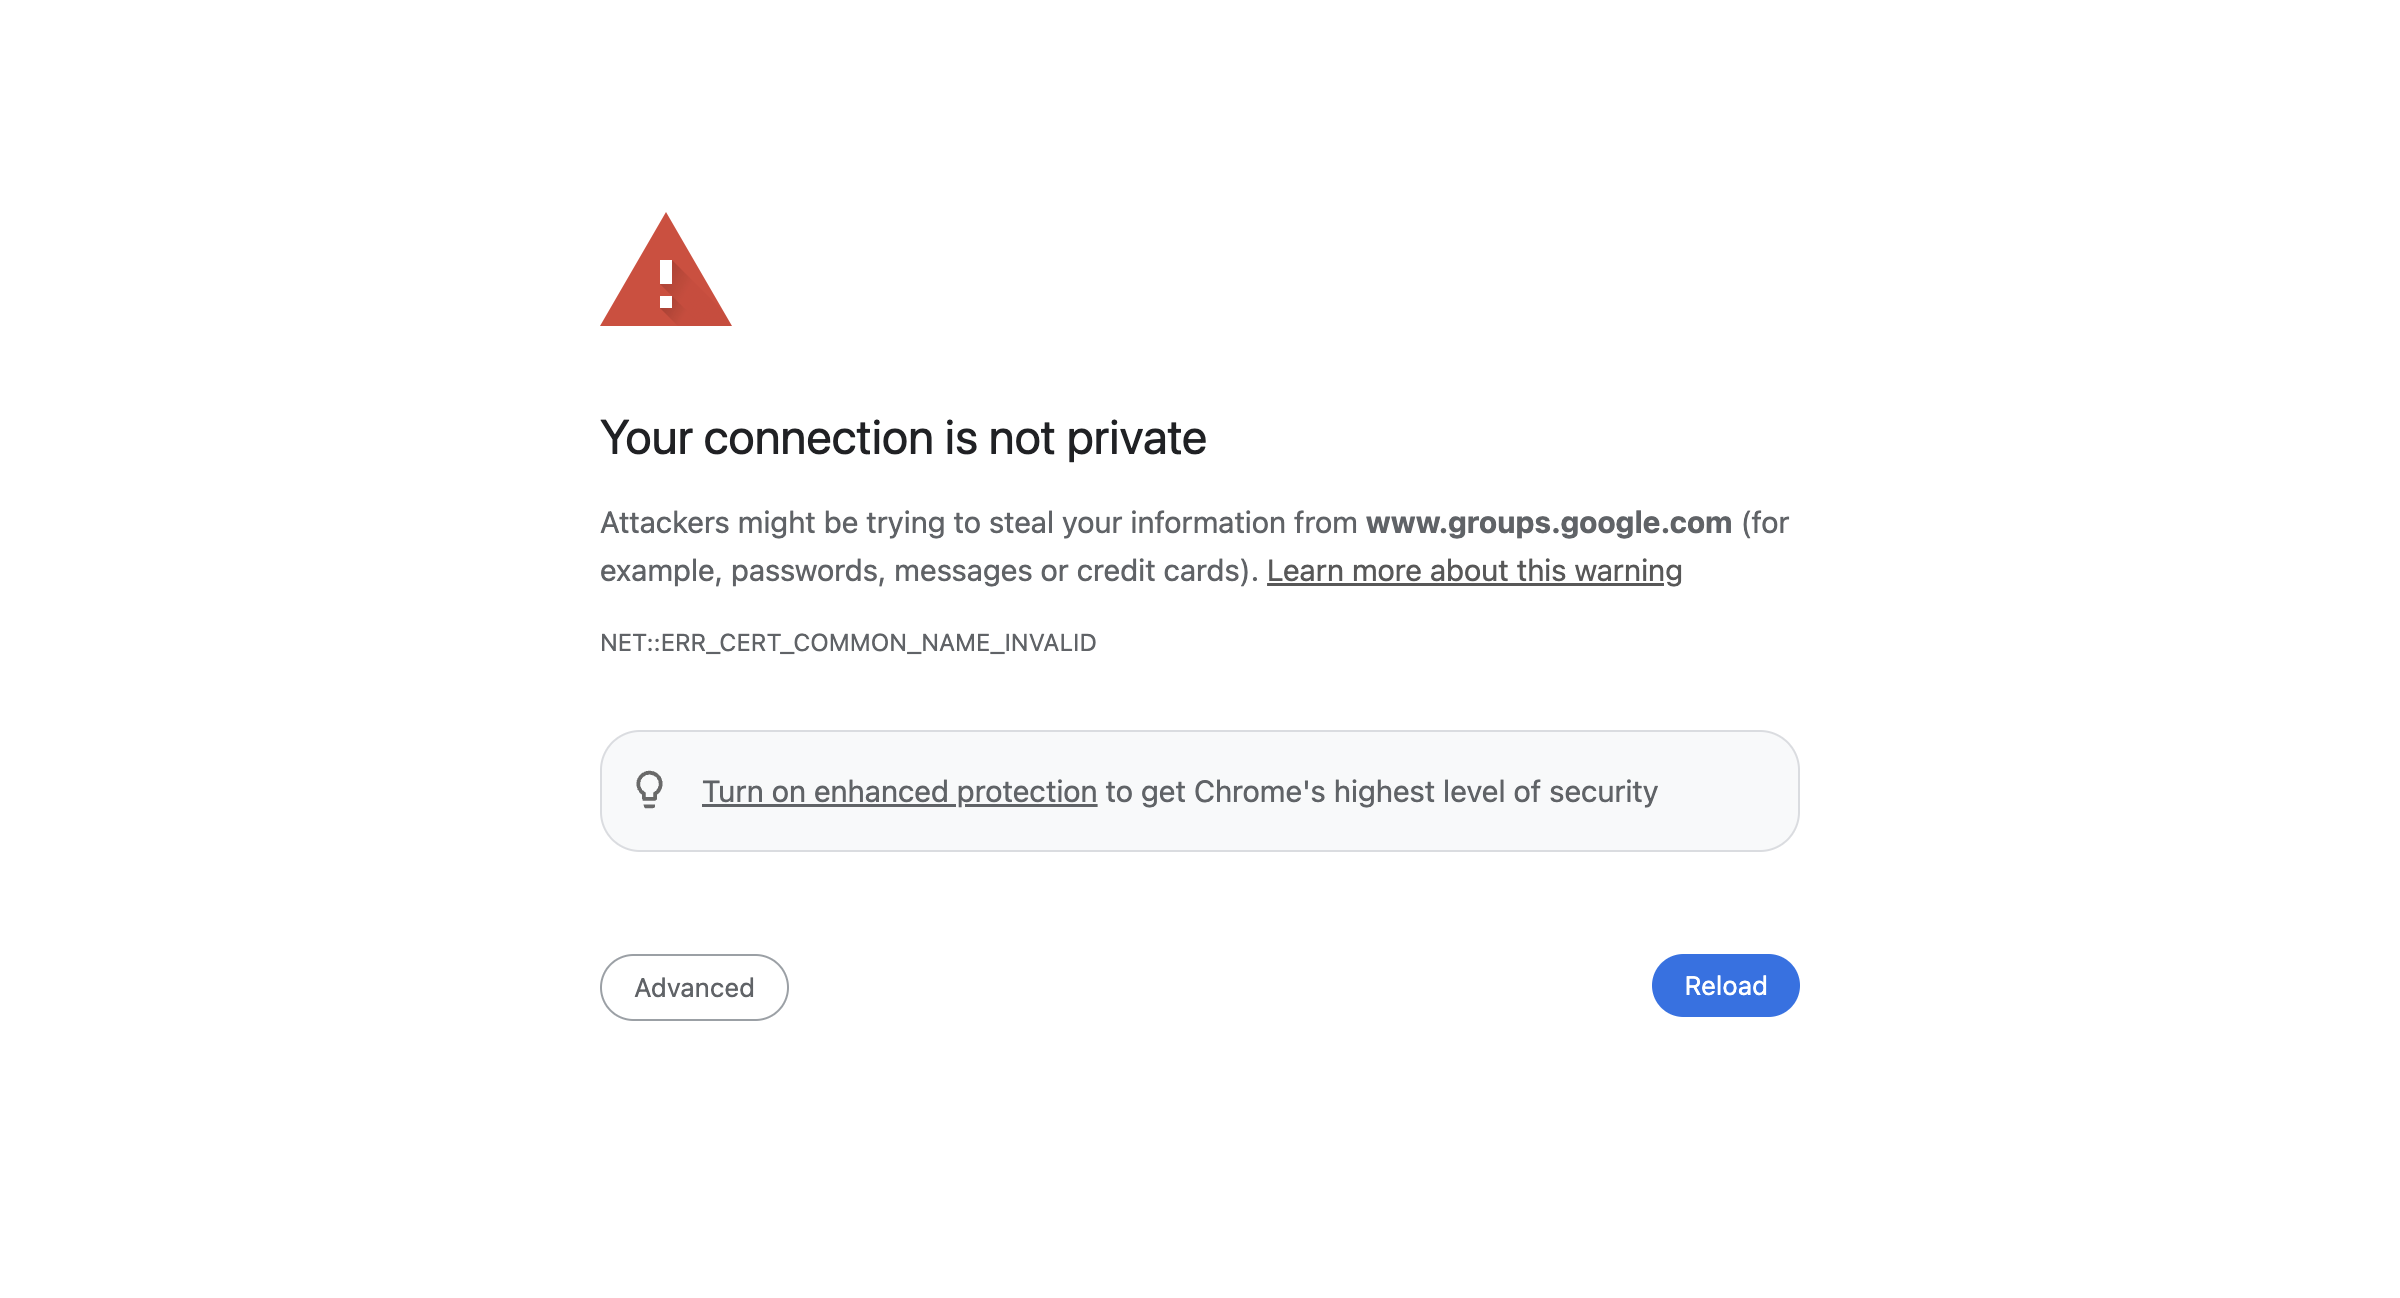 Your connection is not private
Attackers might be trying to steal your information from www.groups.google.com (for
example, passwords, messages or credit cards). Learn more about this warning
NET::ERR_CERT_COMMON_NAME_INVALID
Turn on enhanced protection to get Chrome's highest level of security
Advanced
Reload